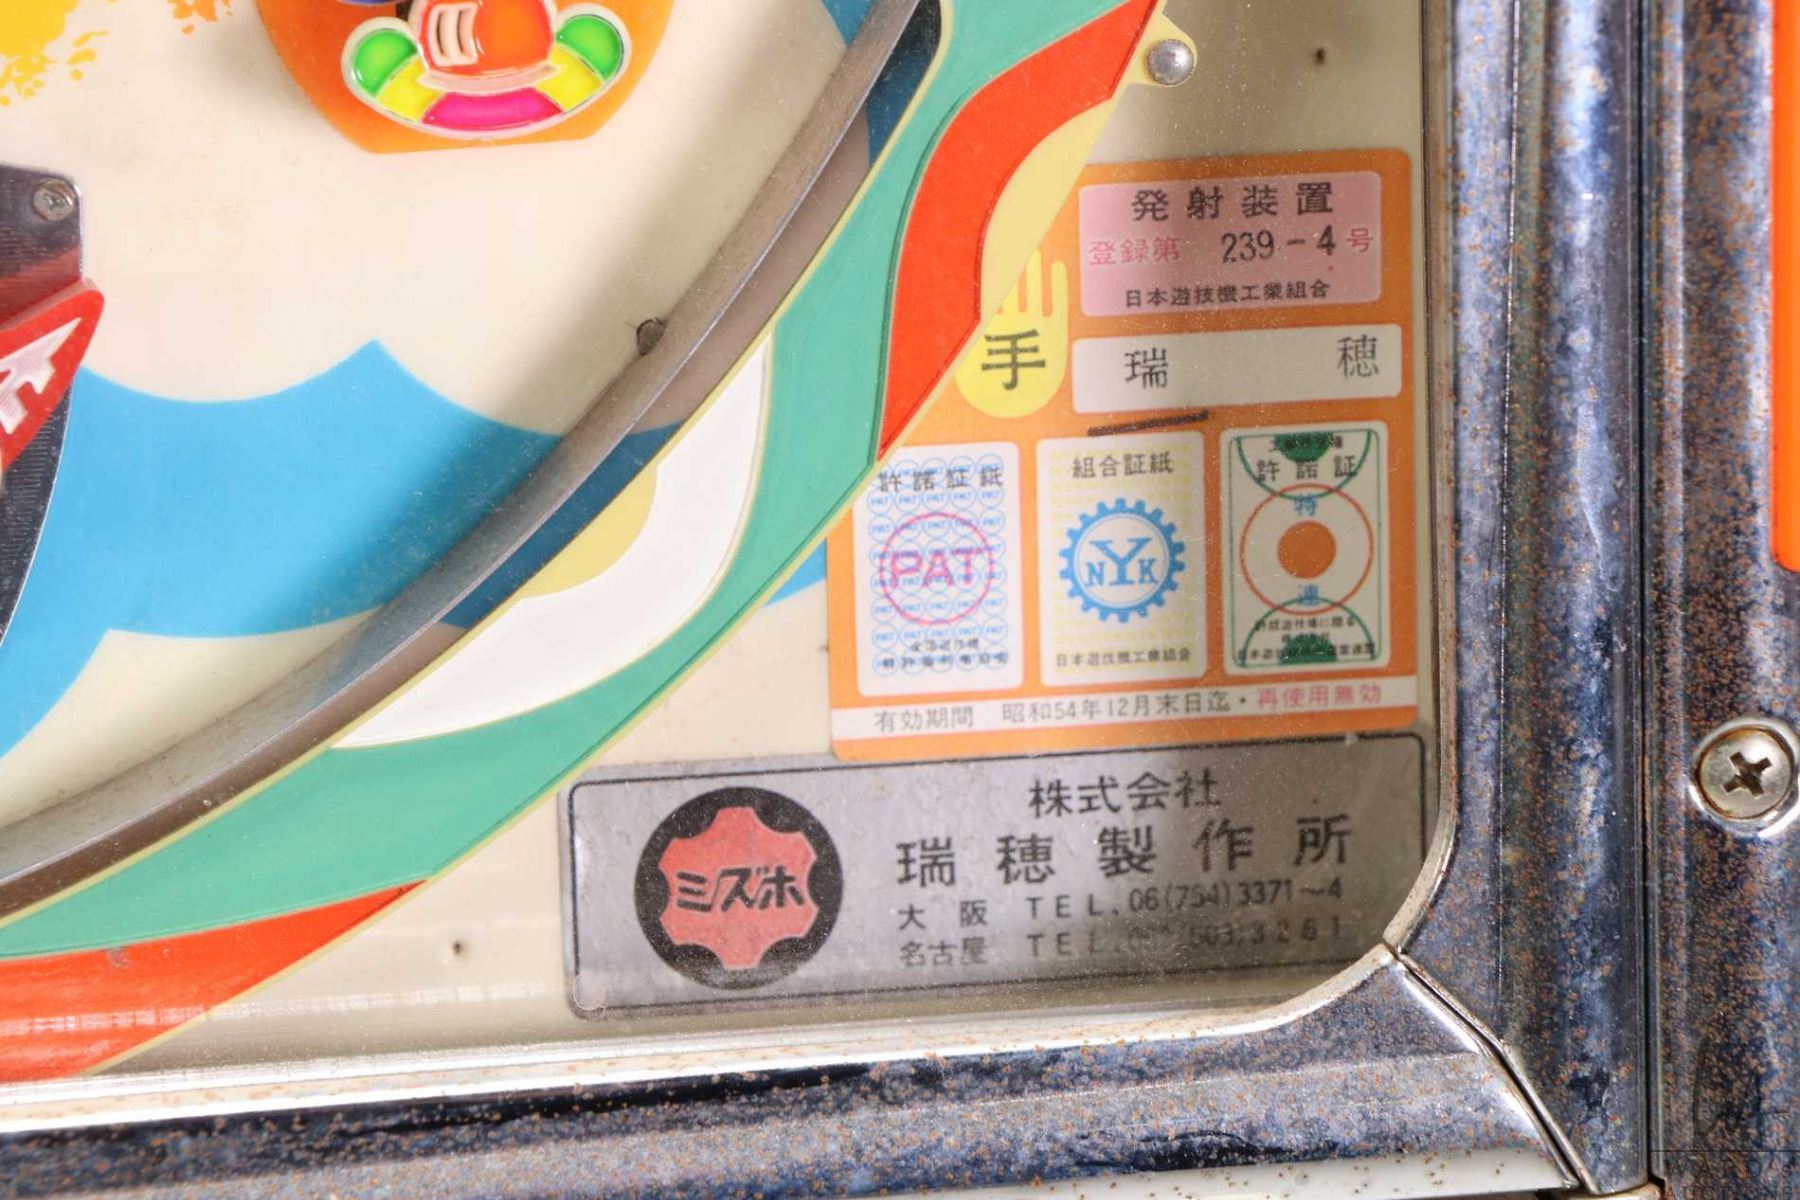 発射装置
登録第 239-4号
日本遊技機工業組合
手
瑞 穂
許諾証紙
PAT
組合証紙
NYK
日本遊技機工業組合
許諾証
特
連
有効期間 昭和54年12月末日迄・再使用無効
株式会社
瑞穂製作所
ミズホ
大阪 TEL.06(754)3371〜4
名古屋 TEL.